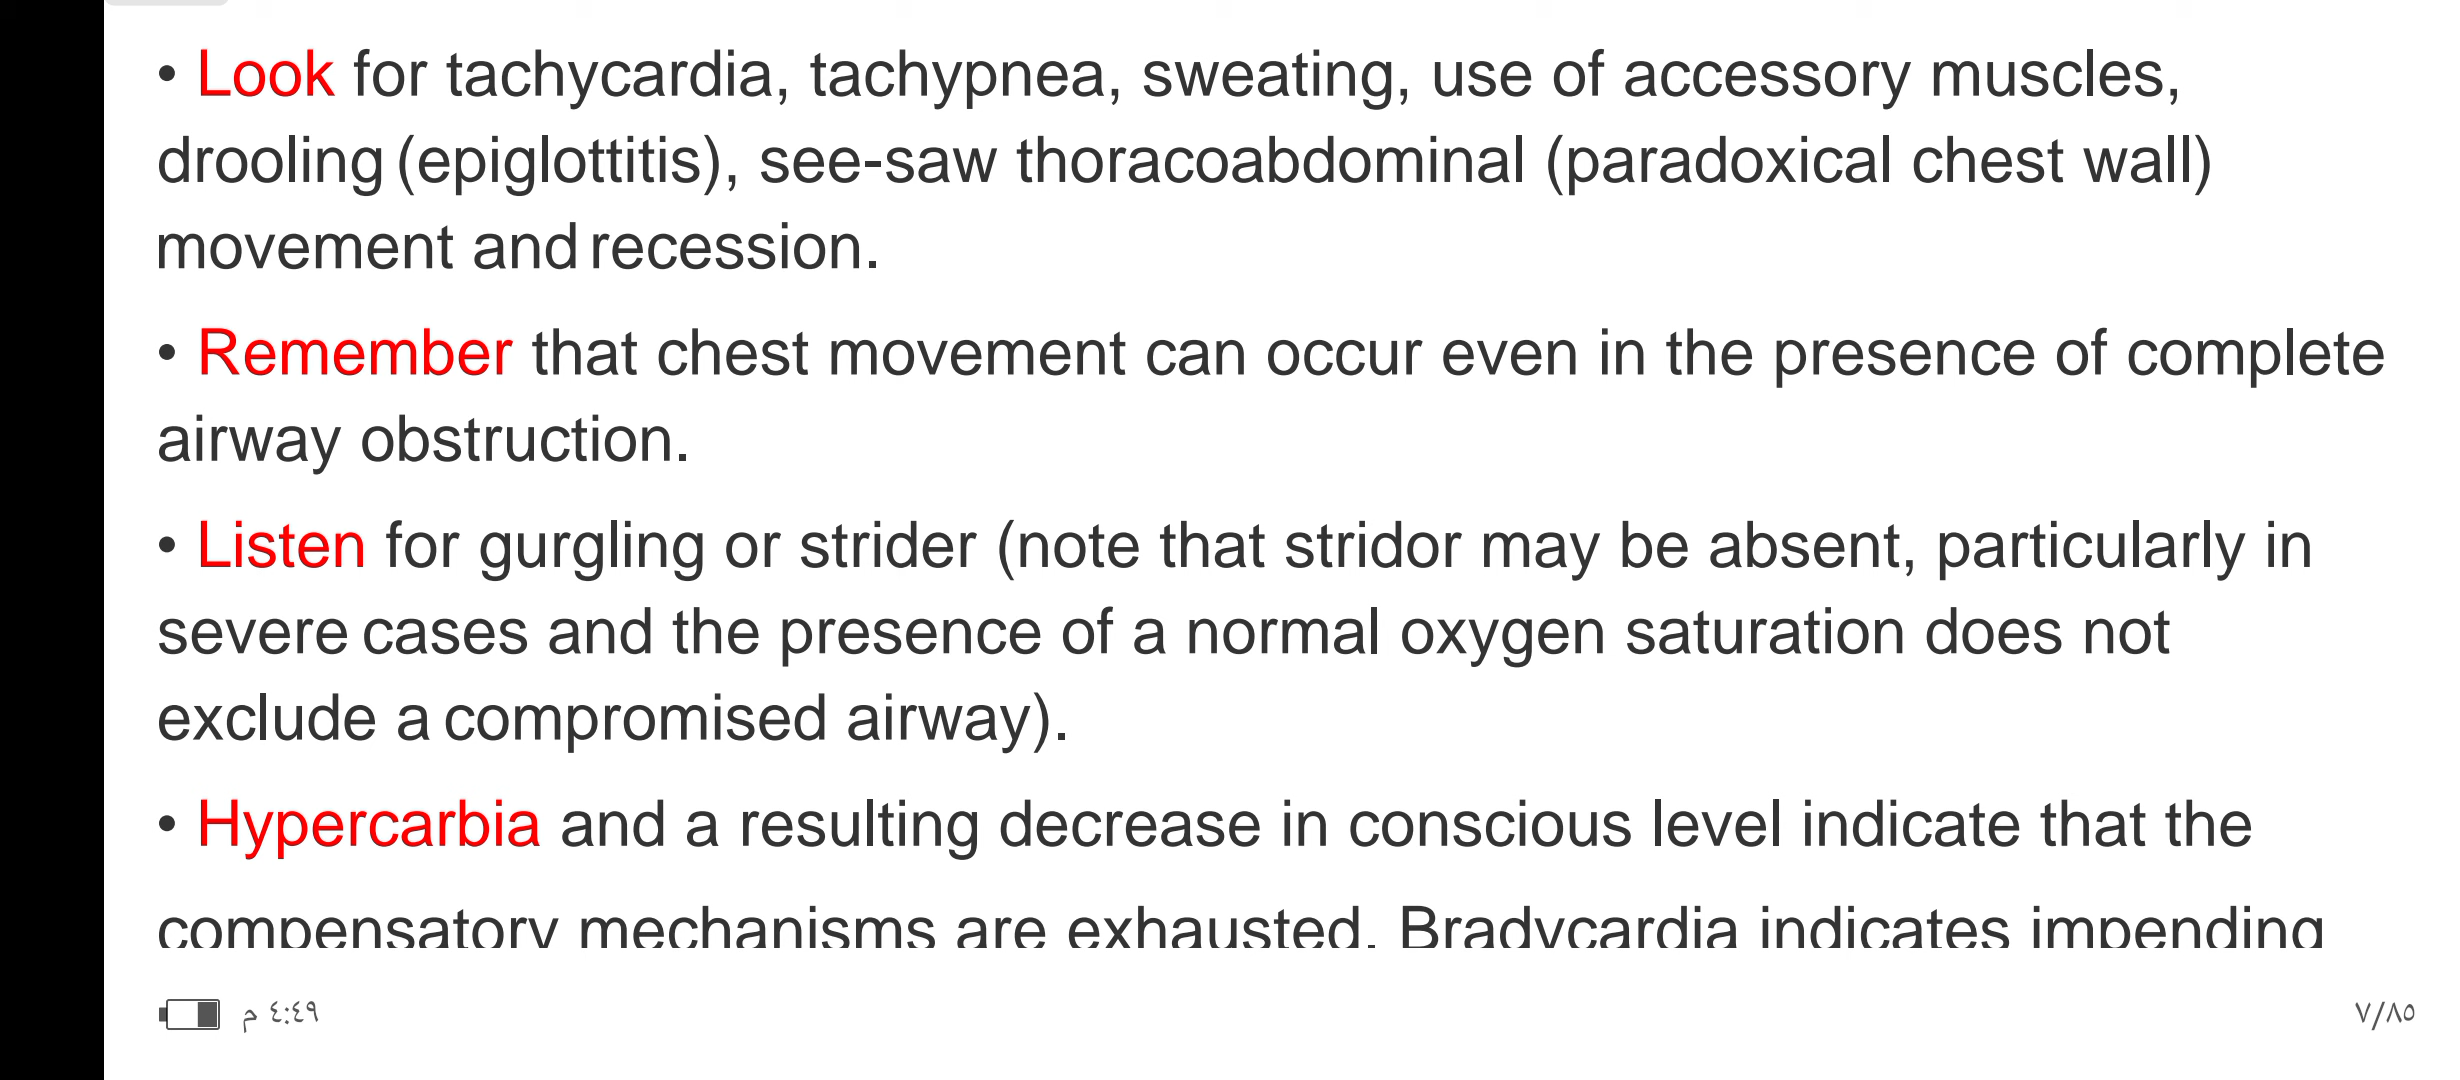 • Look for tachycardia, tachypnea, sweating, use of accessory muscles,
drooling (epiglottitis), see-saw thoracoabdominal (paradoxical chest wall)
movement and recession.
• Remember that chest movement can occur even in the presence of complete
airway obstruction.
• Listen for gurgling or strider (note that stridor may be absent, particularly in
severe cases and the presence of a normal oxygen saturation does not
exclude a compromised airway).
• Hypercarbia and a resulting decrease in conscious level indicate that the
compensatory mechanisms are exhausted. Bradycardia indicates impending
٤:٤٩ م
٧/٨٥